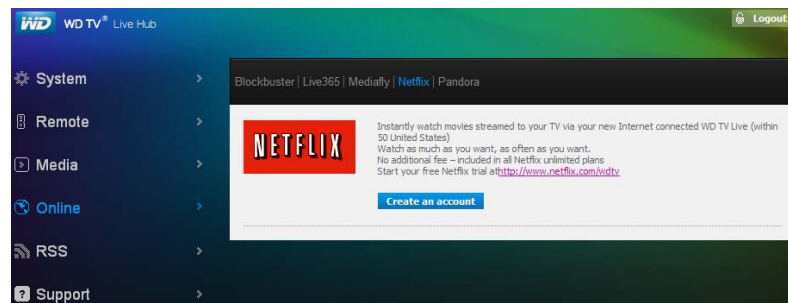 WD WD TV® Live Hub
Logout
System
Remote
Media
Online
RSS
Support
Blockbuster | Live365 | Mediafly | Netflix | Pandora
NETFLIX
Instantly watch movies streamed to your TV via your new Internet connected WD TV Live (within
50 United States)
Watch as much as you want, as often as you want.
No additional fee – included in all Netflix unlimited plans
Start your free Netflix trial athttp://www.netflix.com/wdtv
Create an account